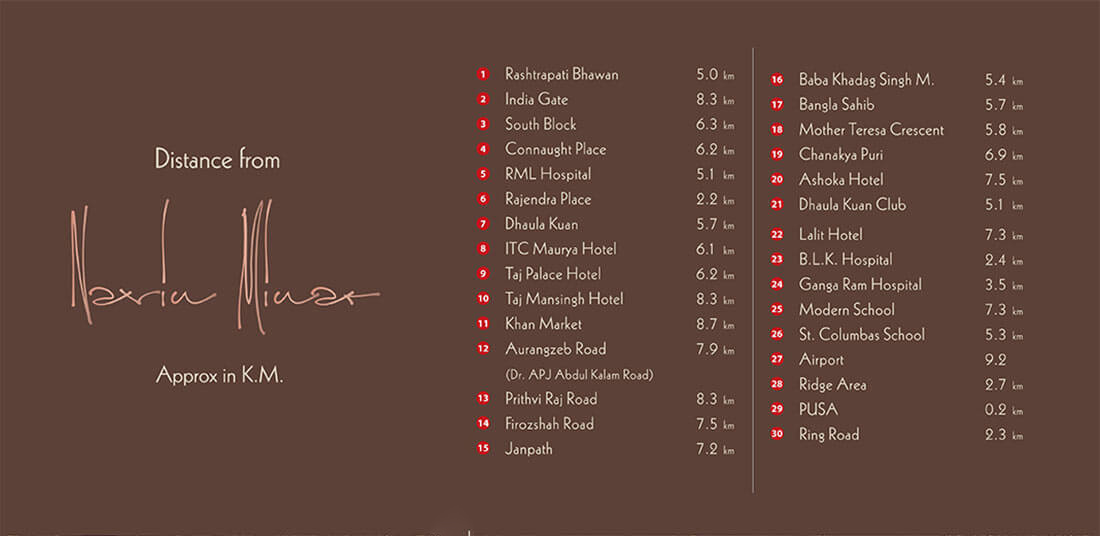 Distance from
Navin Minar
Approx in K.M.
1 Rashtrapati Bhawan 5.0 km
2 India Gate 8.3 km
3 South Block 6.3 km
4 Connaught Place 6.2 km
5 RML Hospital 5.1 km
6 Rajendra Place 2.2 km
7 Dhaula Kuan 5.7 km
8 ITC Maurya Hotel 6.1 km
9 Taj Palace Hotel 6.2 km
10 Taj Mansingh Hotel 8.3 km
11 Khan Market 8.7 km
12 Aurangzeb Road 7.9 km
(Dr. APJ Abdul Kalam Road)
13 Prithvi Raj Road 8.3 km
14 Firozshah Road 7.5 km
15 Janpath 7.2 km
16 Baba Khadag Singh M. 5.4 km
17 Bangla Sahib 5.7 km
18 Mother Teresa Crescent 5.8 km
19 Chanakya Puri 6.9 km
20 Ashoka Hotel 7.5 km
21 Dhaula Kuan Club 5.1 km
22 Lalit Hotel 7.3 km
23 B.L.K. Hospital 2.4 km
24 Ganga Ram Hospital 3.5 km
25 Modern School 7.3 km
26 St. Columbas School 5.3 km
27 Airport 9.2
28 Ridge Area 2.7 km
29 PUSA 0.2 km
30 Ring Road 2.3 km